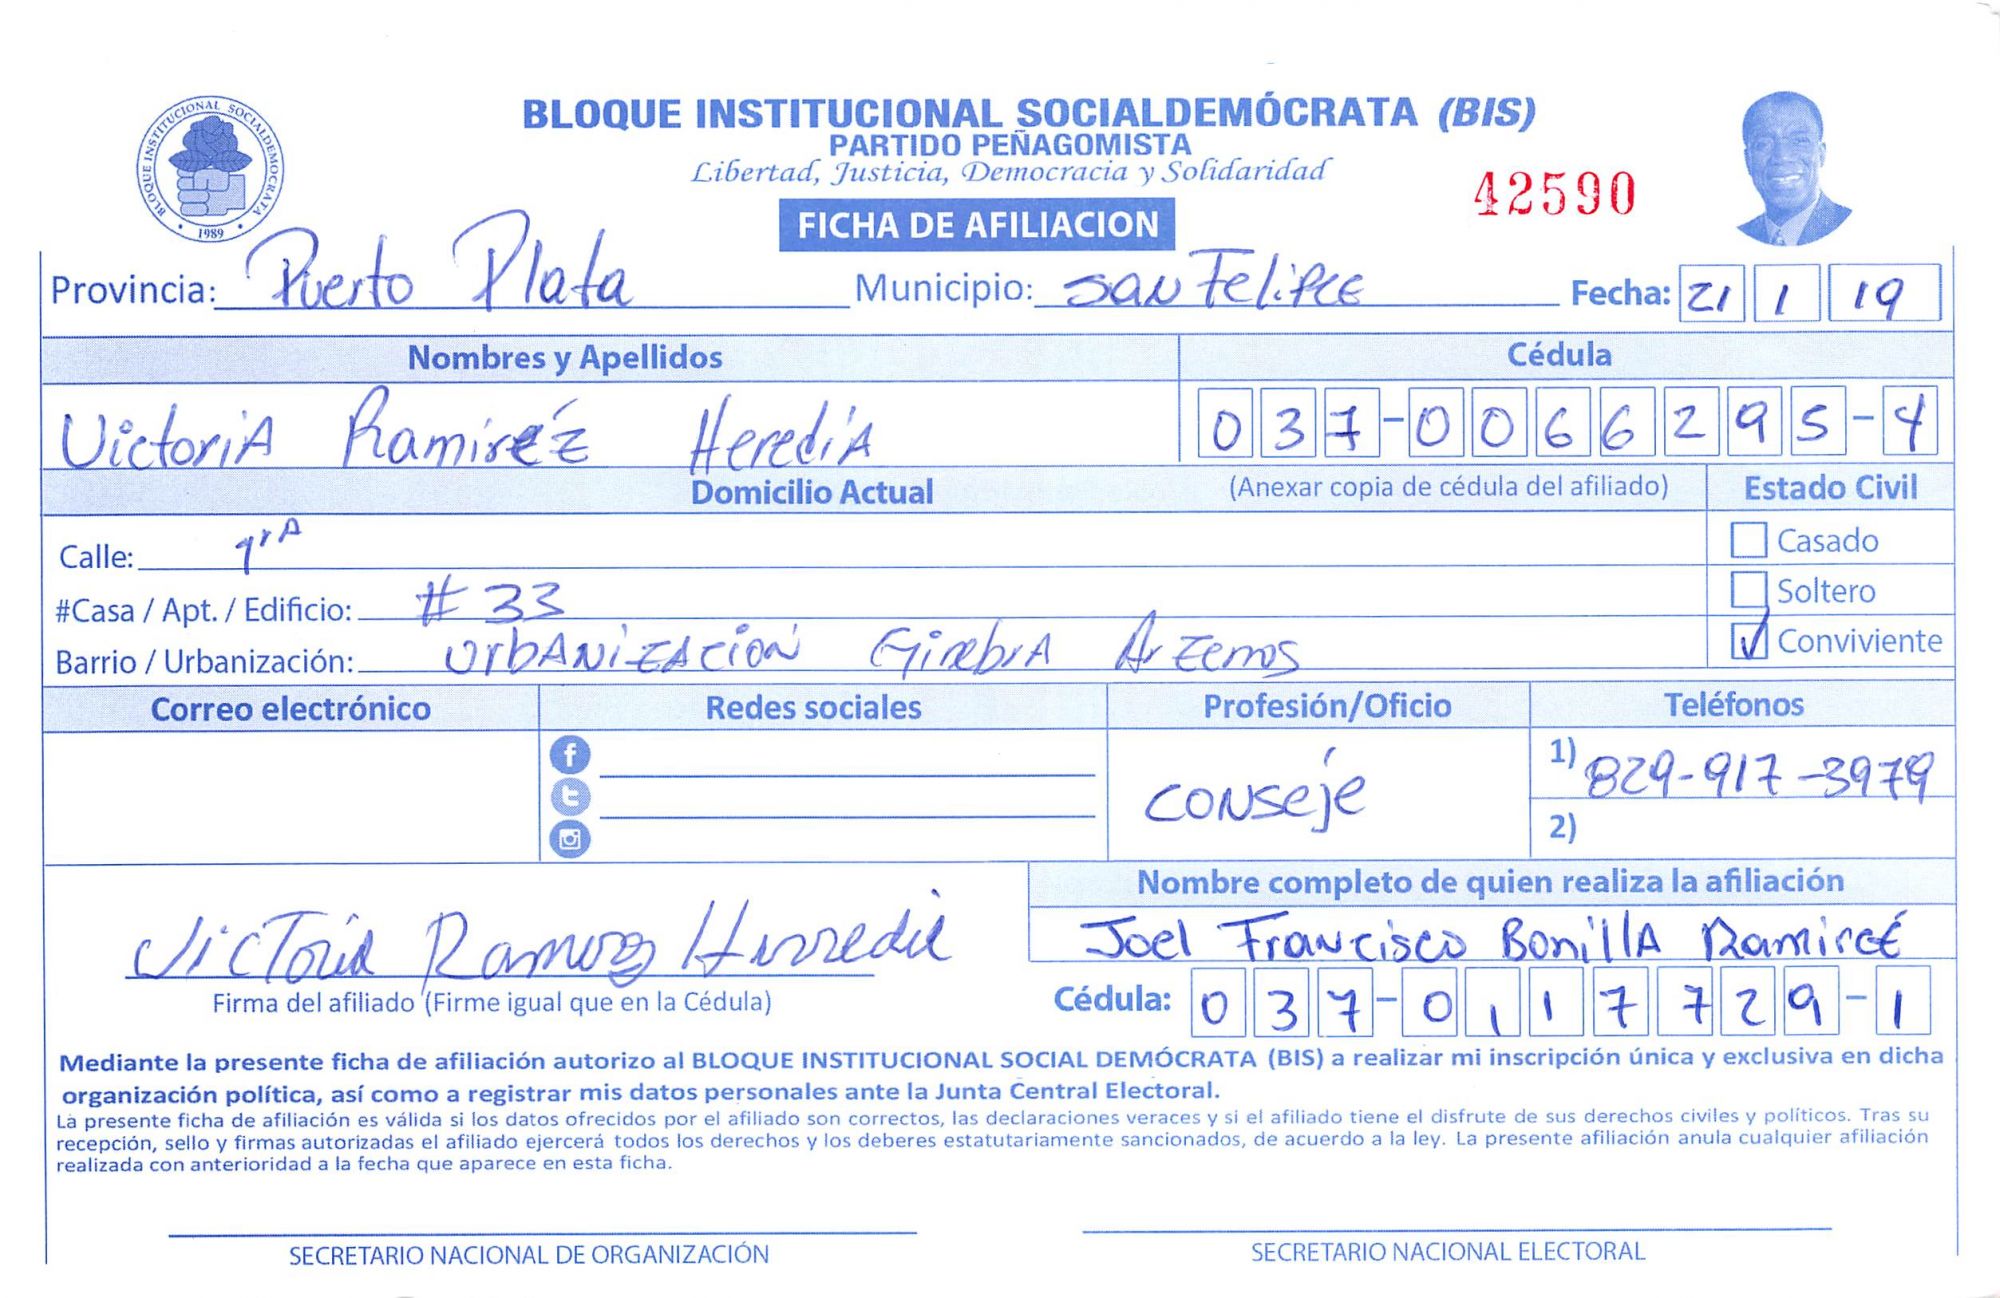 BLOQUE INSTITUCIONAL SOCIALDEMÓCRATA (BIS)
PARTIDO PEÑAGOMISTA
Libertad, Justicia, Democracia y Solidaridad
BLOQUE INSTITUCIONAL SOCIALDEMOCRATA
1989
42590
FICHA DE AFILIACION
Provincia: Puerto Plata Municipio: San Felipe Fecha: 21 1 19
Nombres y Apellidos Cédula
Victoria Ramiréz Heredia 037-0066295-4
Domicilio Actual (Anexar copia de cédula del afiliado) Estado Civil
Calle: 1rA Casado
#Casa / Apt. / Edificio: #33 Soltero
Barrio / Urbanización: Urbanización Ginebra Arzenos Conviviente
Correo electrónico Redes sociales Profesión/Oficio Teléfonos
1) 829-917-3979
conseje
2)
Nombre completo de quien realiza la afiliación
Victoria Ramirez Herredia Joel Francisco Bonilla Ramireé
Firma del afiliado (Firme igual que en la Cédula) Cédula: 037-0117729-1
Mediante la presente ficha de afiliación autorizo al BLOQUE INSTITUCIONAL SOCIAL DEMÓCRATA (BIS) a realizar mi inscripción única y exclusiva en dicha
organización política, así como a registrar mis datos personales ante la Junta Central Electoral.
La presente ficha de afiliación es válida si los datos ofrecidos por el afiliado son correctos, las declaraciones veraces y si el afiliado tiene el disfrute de sus derechos civiles y políticos. Tras su
recepción, sello y firmas autorizadas el afiliado ejercerá todos los derechos y los deberes estatutariamente sancionados, de acuerdo a la ley. La presente afiliación anula cualquier afiliación
realizada con anterioridad a la fecha que aparece en esta ficha.
SECRETARIO NACIONAL DE ORGANIZACIÓN SECRETARIO NACIONAL ELECTORAL